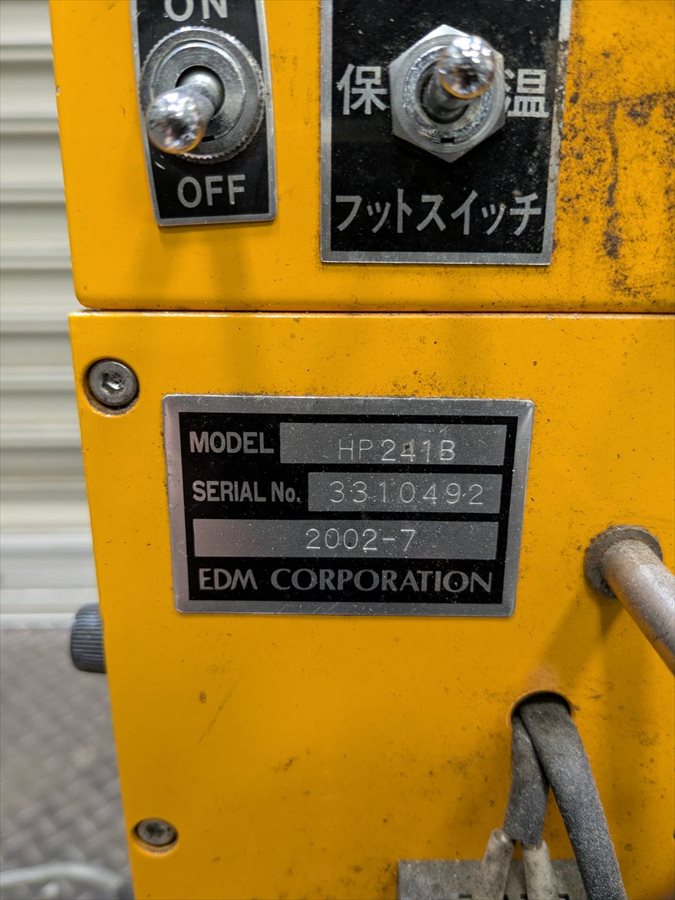 ON
OFF
保 温
フットスイッチ
MODEL HP241B
SERIAL No. 3310492
2002-7
EDM CORPORATION